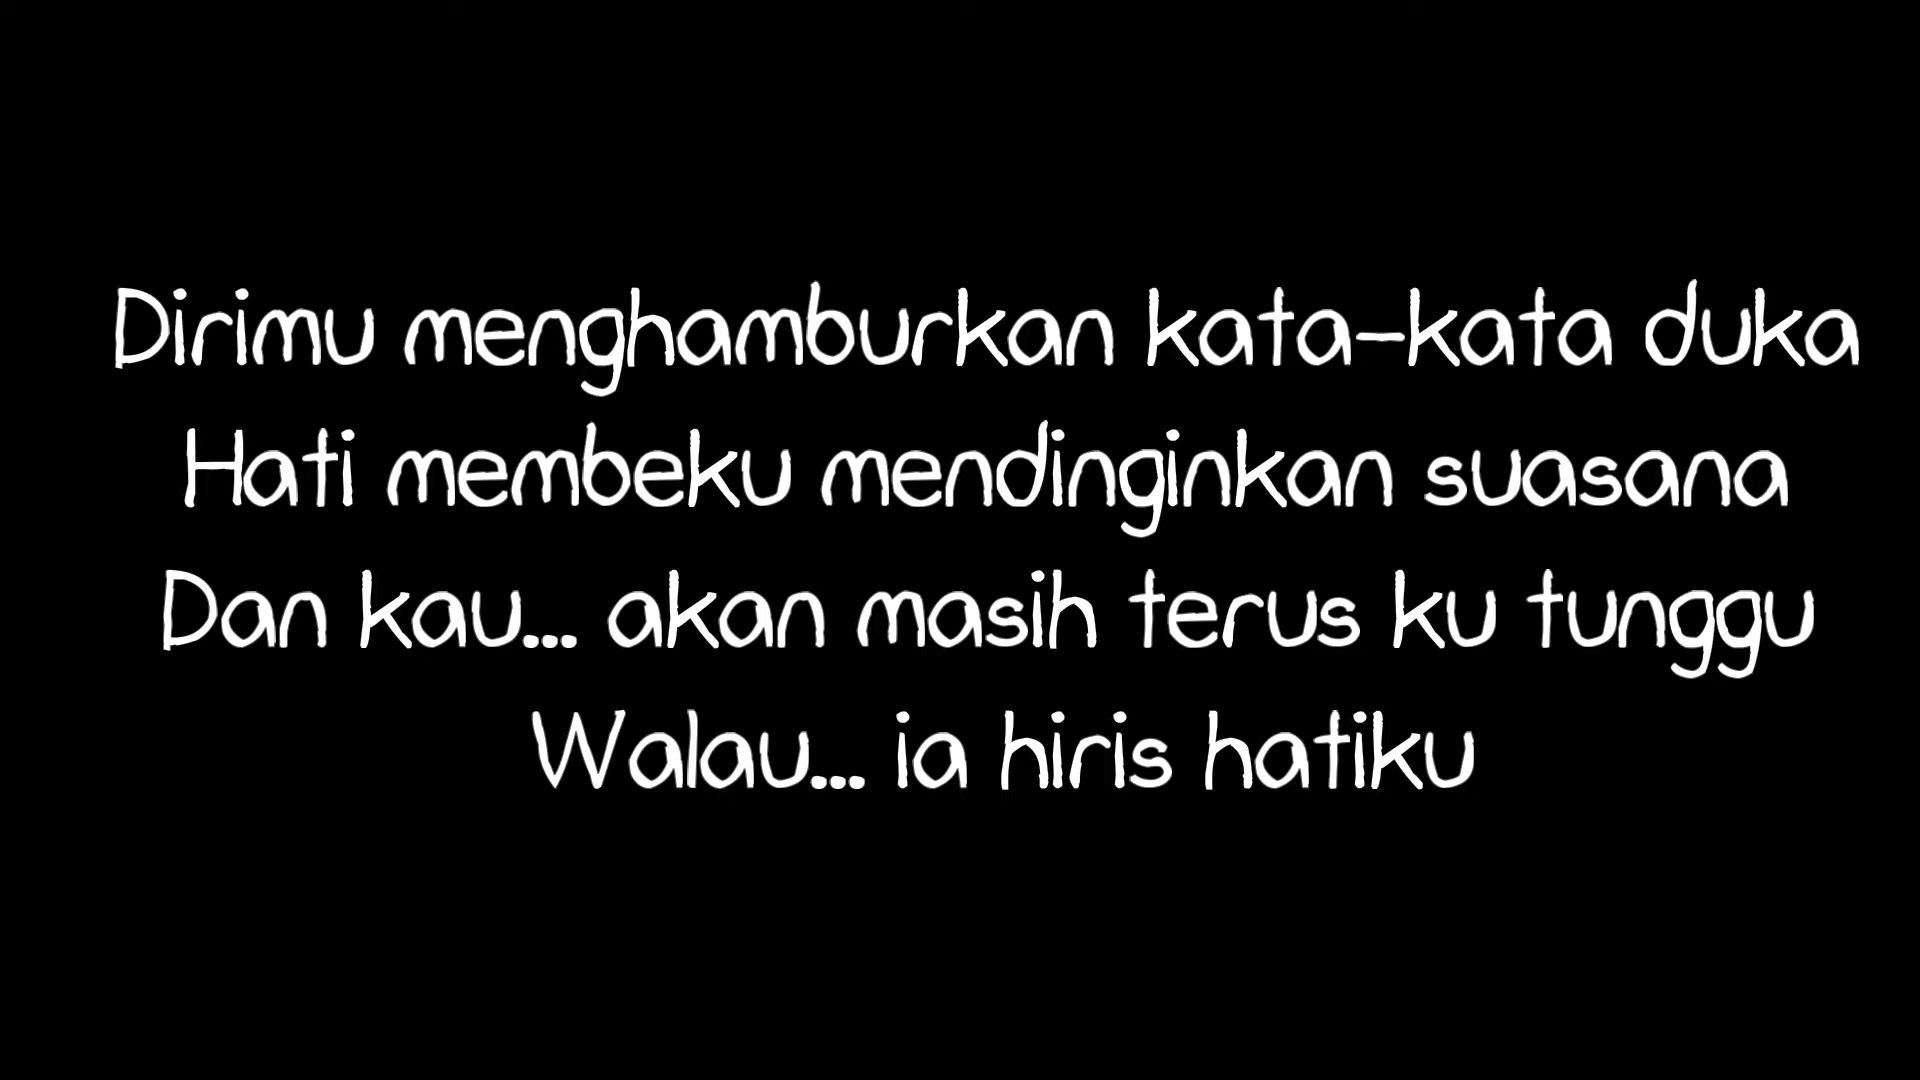 Dirimu menghamburkan kata-kata duka
Hati membeku mendinginkan suasana
Dan kau... akan masih terus ku tunggu
Walau... ia hiris hatiku